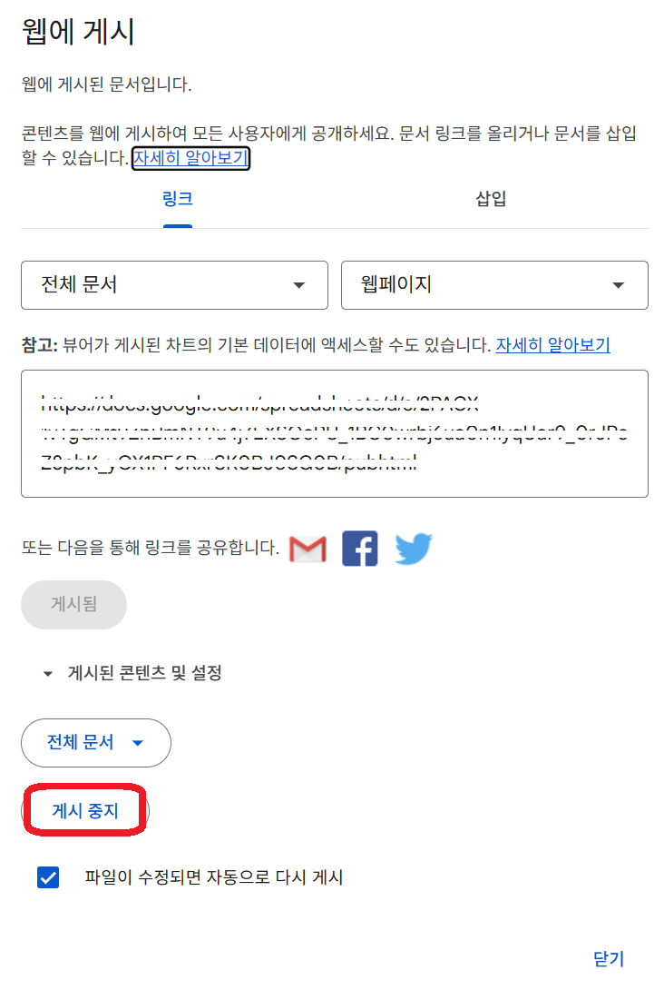 웹에 게시
웹에 게시된 문서입니다.
콘텐츠를 웹에 게시하여 모든 사용자에게 공개하세요. 문서 링크를 올리거나 문서를 삽입
할 수 있습니다. 자세히 알아보기
링크 삽입
전체 문서 웹페이지
참고: 뷰어가 게시된 차트의 기본 데이터에 액세스할 수도 있습니다. 자세히 알아보기
https://docs.google.com/spreadsheets/d/e/2PACX
또는 다음을 통해 링크를 공유합니다.
게시됨
게시된 콘텐츠 및 설정
전체 문서
게시 중지
파일이 수정되면 자동으로 다시 게시
닫기